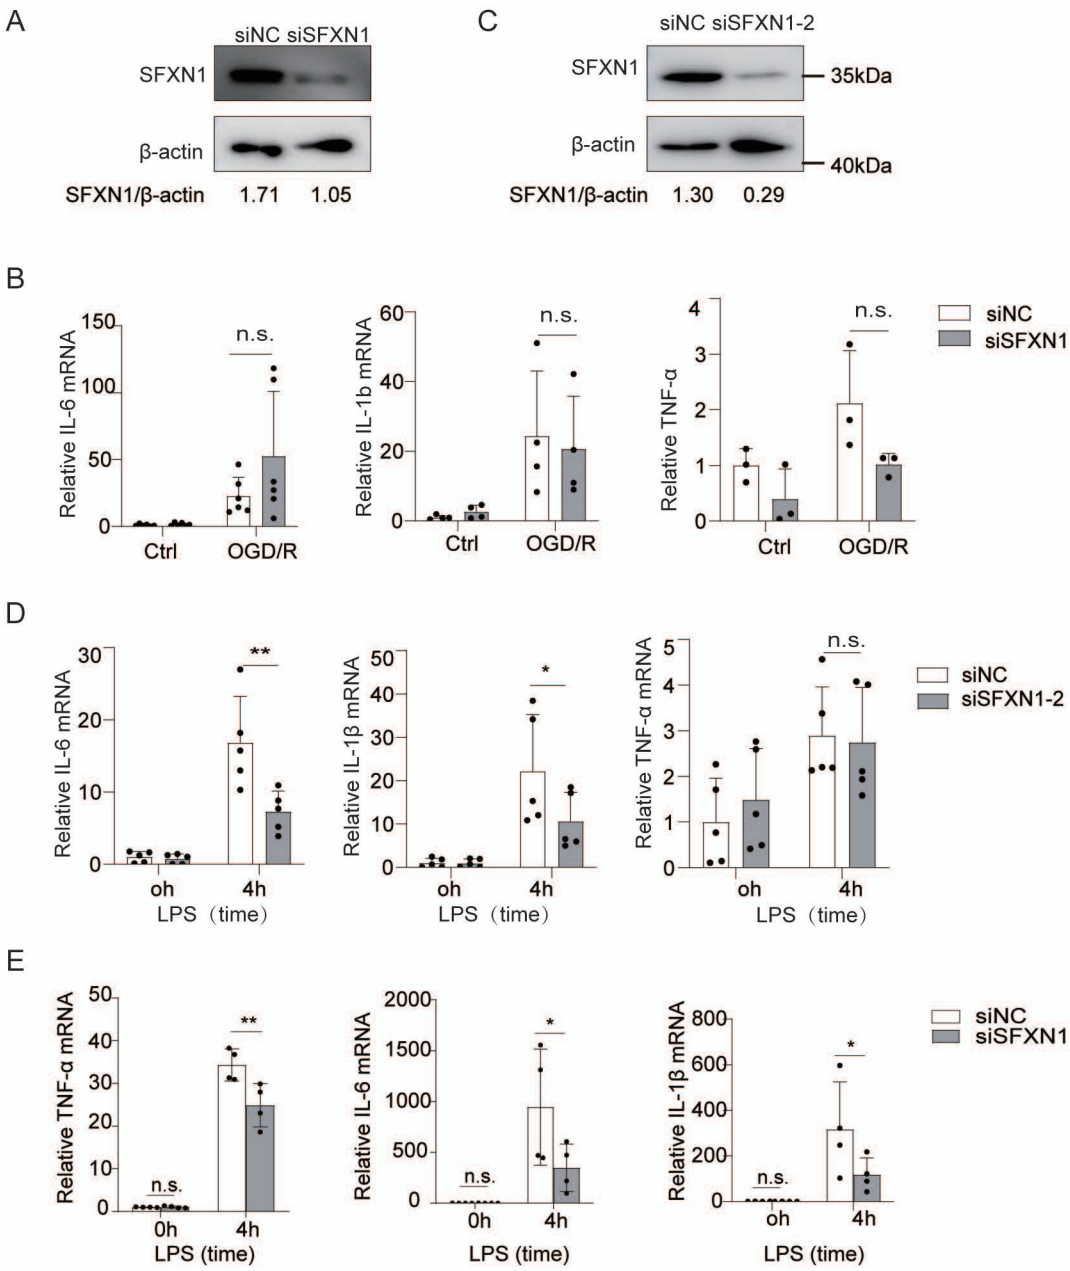 A
siNC siSFXN1
SFXN1
β-actin
SFXN1/β-actin 1.71 1.05
C
siNC siSFXN1-2
SFXN1
35kDa
β-actin
40kDa
SFXN1/β-actin 1.30 0.29
B
Relative IL-6 mRNA
150
100
50
0
n.s.
Ctrl OGD/R
Relative IL-1b mRNA
60
40
20
0
n.s.
Ctrl OGD/R
Relative TNF-α
4
3
2
1
0
n.s.
Ctrl OGD/R
siNC
siSFXN1
D
Relative IL-6 mRNA
30
20
10
0
**
oh 4h
LPS（time）
Relative IL-1β mRNA
50
40
30
20
10
0
*
oh 4h
LPS（time）
Relative TNF-α mRNA
5
4
3
2
1
0
n.s.
oh 4h
LPS（time）
siNC
siSFXN1-2
E
Relative TNF-α mRNA
50
40
30
20
10
0
n.s.
**
0h 4h
LPS (time)
Relative IL-6 mRNA
2000
1500
1000
500
0
n.s.
*
0h 4h
LPS (time)
Relative IL-1β mRNA
800
600
400
200
0
n.s.
*
oh 4h
LPS (time)
siNC
siSFXN1